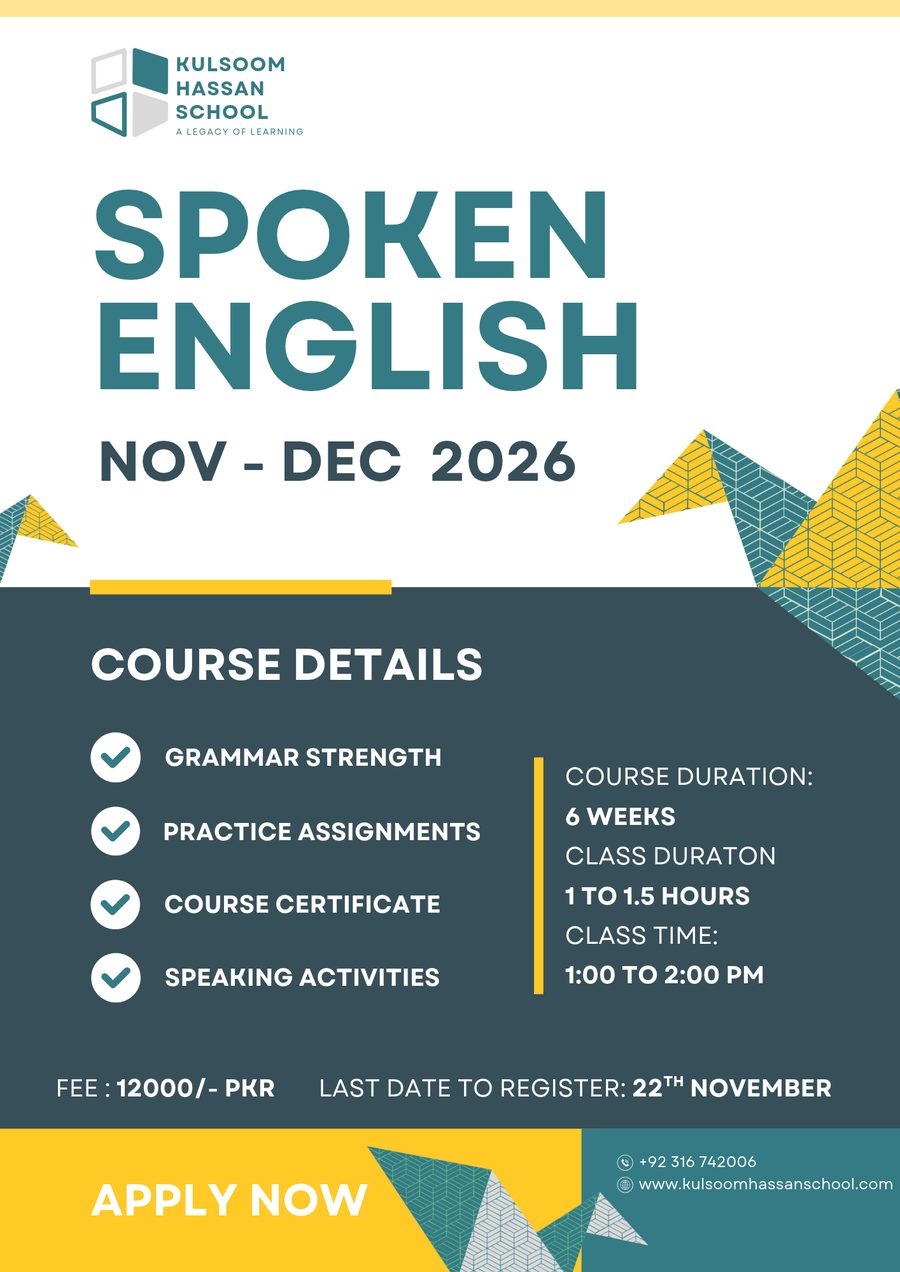 KULSOOM
HASSAN
SCHOOL
A LEGACY OF LEARNING
SPOKEN
ENGLISH
NOV - DEC 2026
COURSE DETAILS
GRAMMAR STRENGTH
PRACTICE ASSIGNMENTS
COURSE CERTIFICATE
SPEAKING ACTIVITIES
COURSE DURATION:
6 WEEKS
CLASS DURATON
1 TO 1.5 HOURS
CLASS TIME:
1:00 TO 2:00 PM
FEE : 12000/- PKR
LAST DATE TO REGISTER: 22TH NOVEMBER
APPLY NOW
+92 316 742006
www.kulsoomhassanschool.com